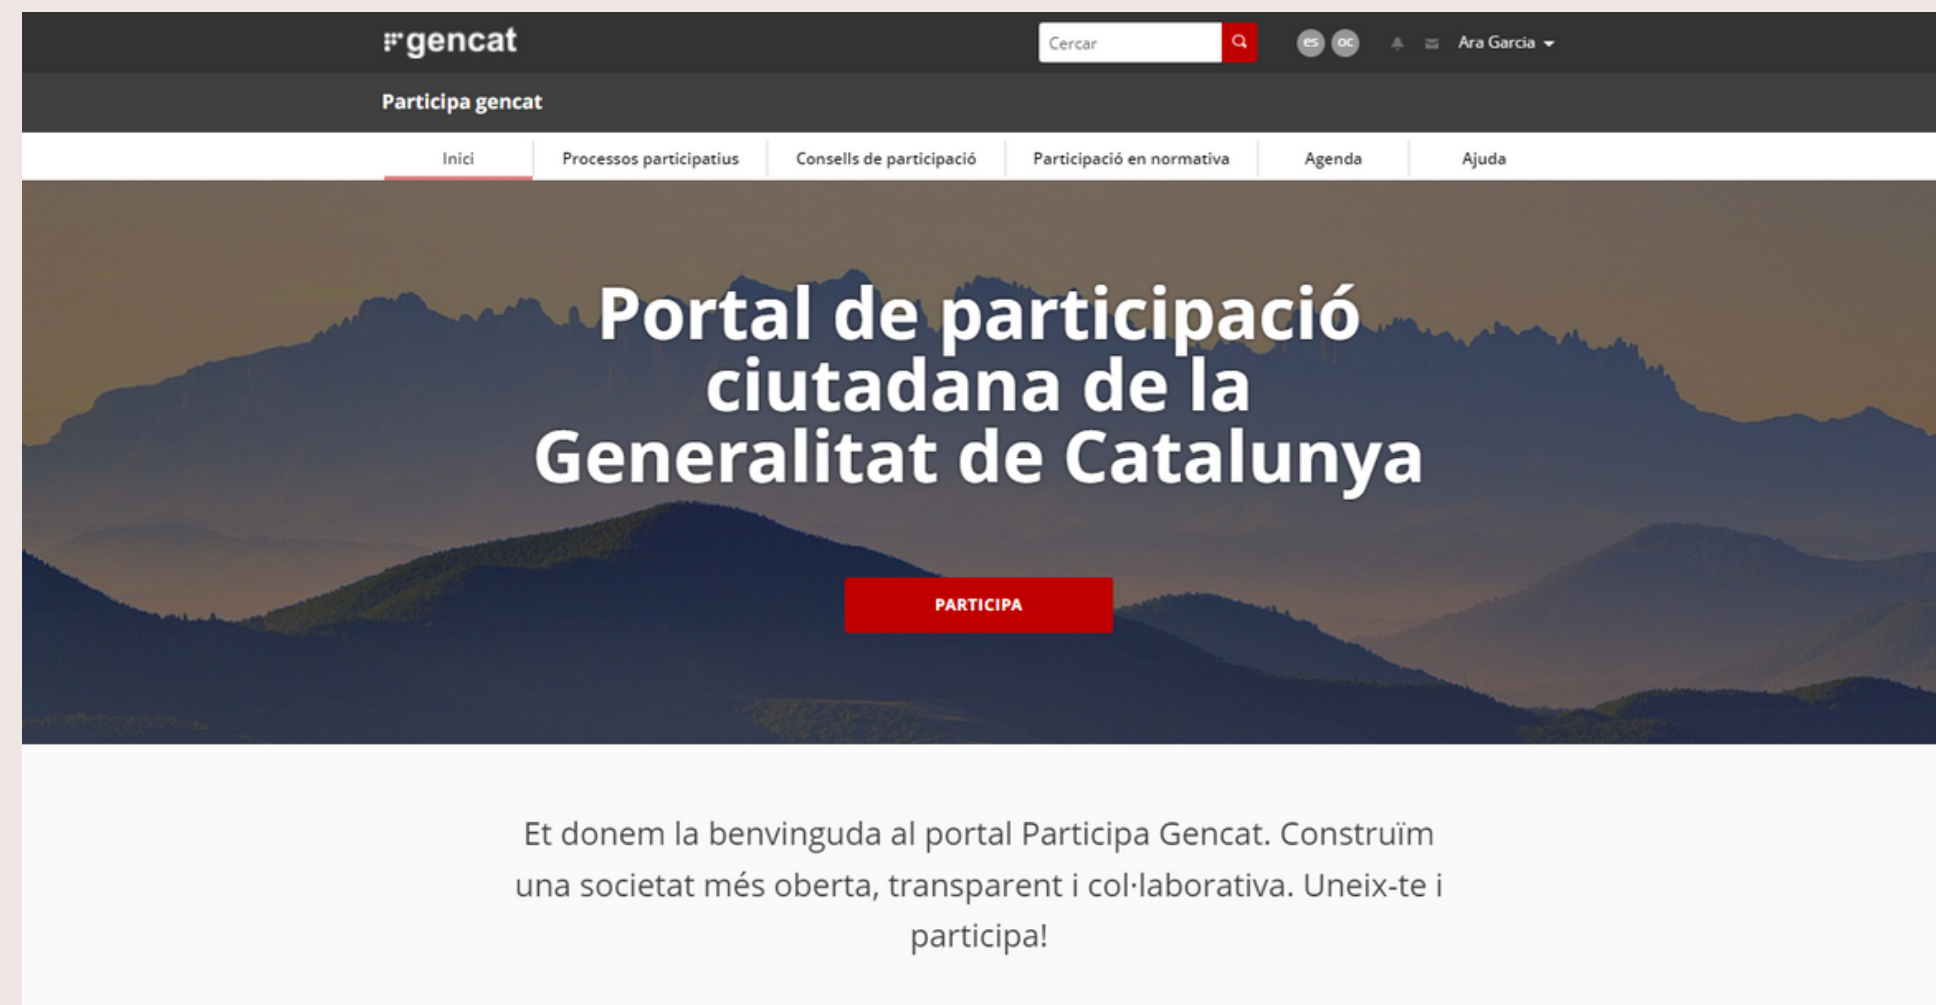 gencat
Cercar
es oc
Ara Garcia
Participa gencat
Inici
Processos participatius
Consells de participació
Participació en normativa
Agenda
Ajuda
Portal de participació
ciutadana de la
Generalitat de Catalunya
PARTICIPA
Et donem la benvinguda al portal Participa Gencat. Construïm
una societat més oberta, transparent i col·laborativa. Uneix-te i
participa!